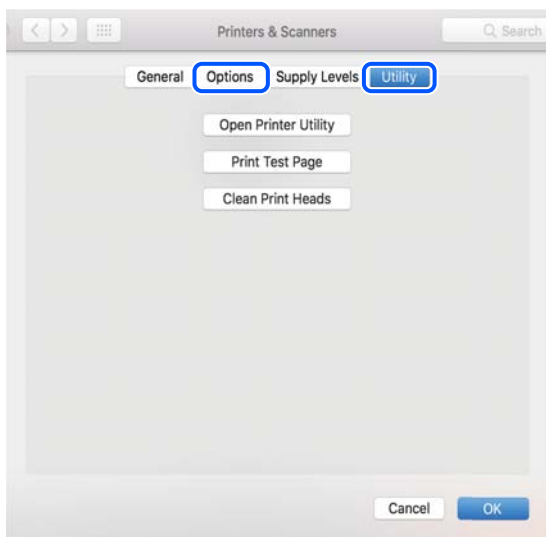 Printers & Scanners Search
General Options Supply Levels Utility
Open Printer Utility
Print Test Page
Clean Print Heads
Cancel OK